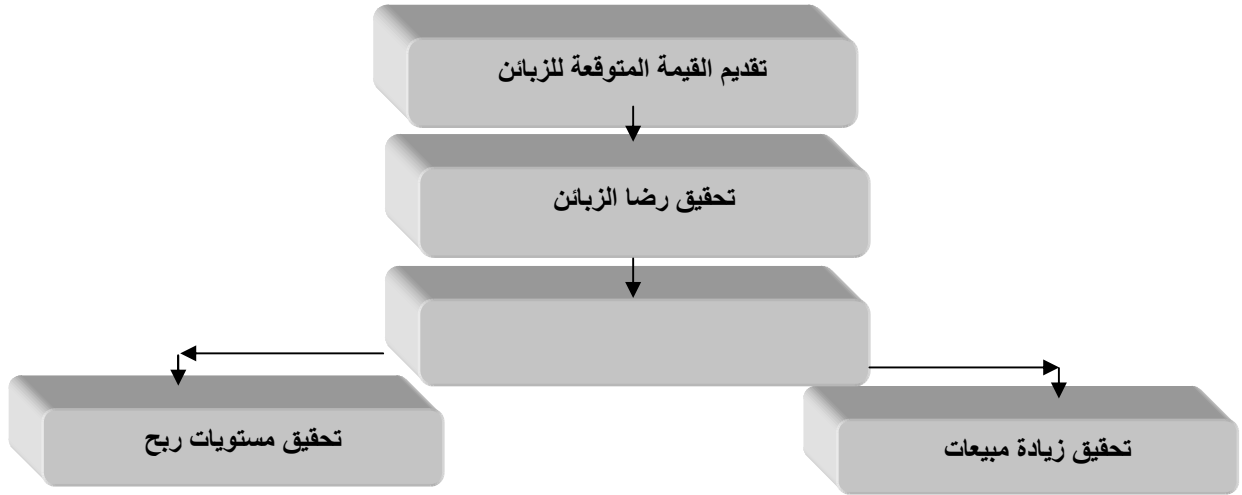 تقديم القيمة المتوقعة للزبائن
تحقيق رضا الزبائن
تحقيق زيادة مبيعات
تحقيق مستويات ربح